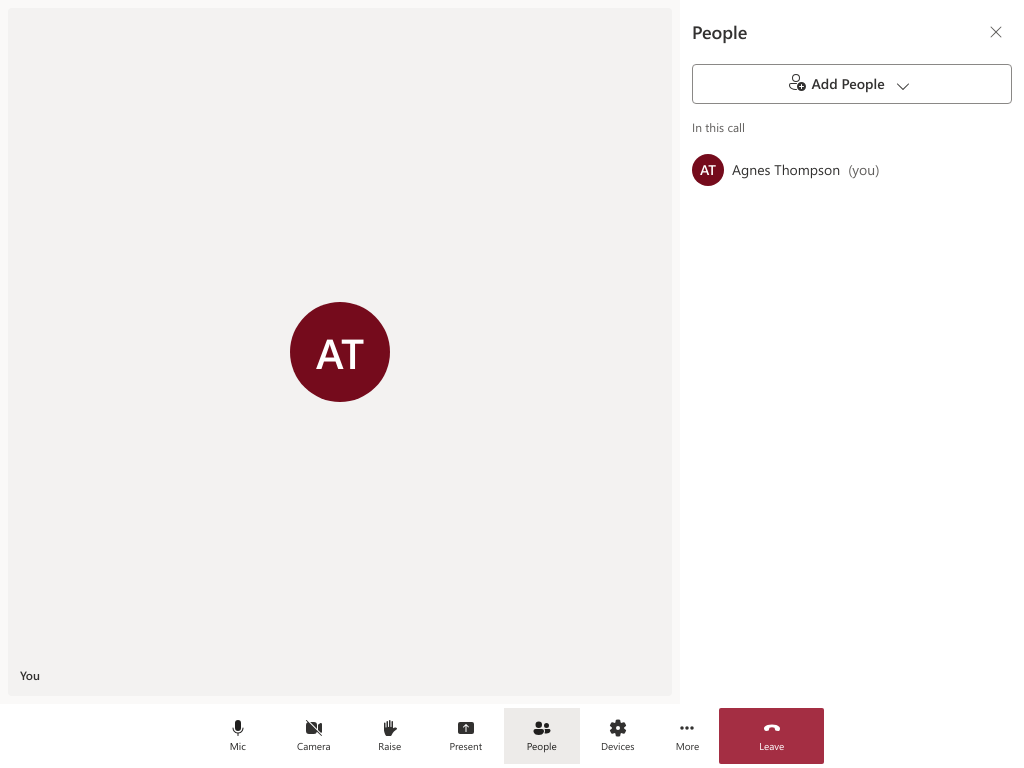 People
Add People
In this call
AT Agnes Thompson (you)
AT
You
Mic Camera Raise Present People Devices More Leave